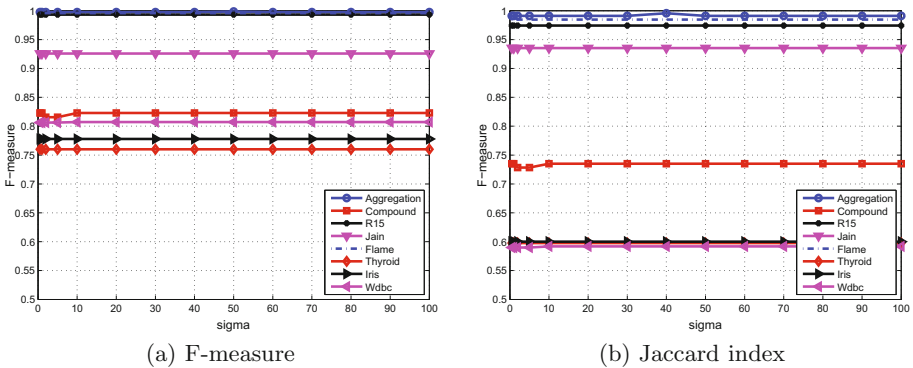 1
0.95
0.9
0.85
0.8
0.75
0.7
0.65
0.6
0.55
0.5
F-measure
0 10 20 30 40 50 60 70 80 90 100
sigma
Aggregation
Compound
R15
Jain
Flame
Thyroid
Iris
Wdbc
(a) F-measure
1
0.95
0.9
0.85
0.8
0.75
0.7
0.65
0.6
0.55
0.5
F-measure
0 10 20 30 40 50 60 70 80 90 100
sigma
Aggregation
Compound
R15
Jain
Flame
Thyroid
Iris
Wdbc
(b) Jaccard index